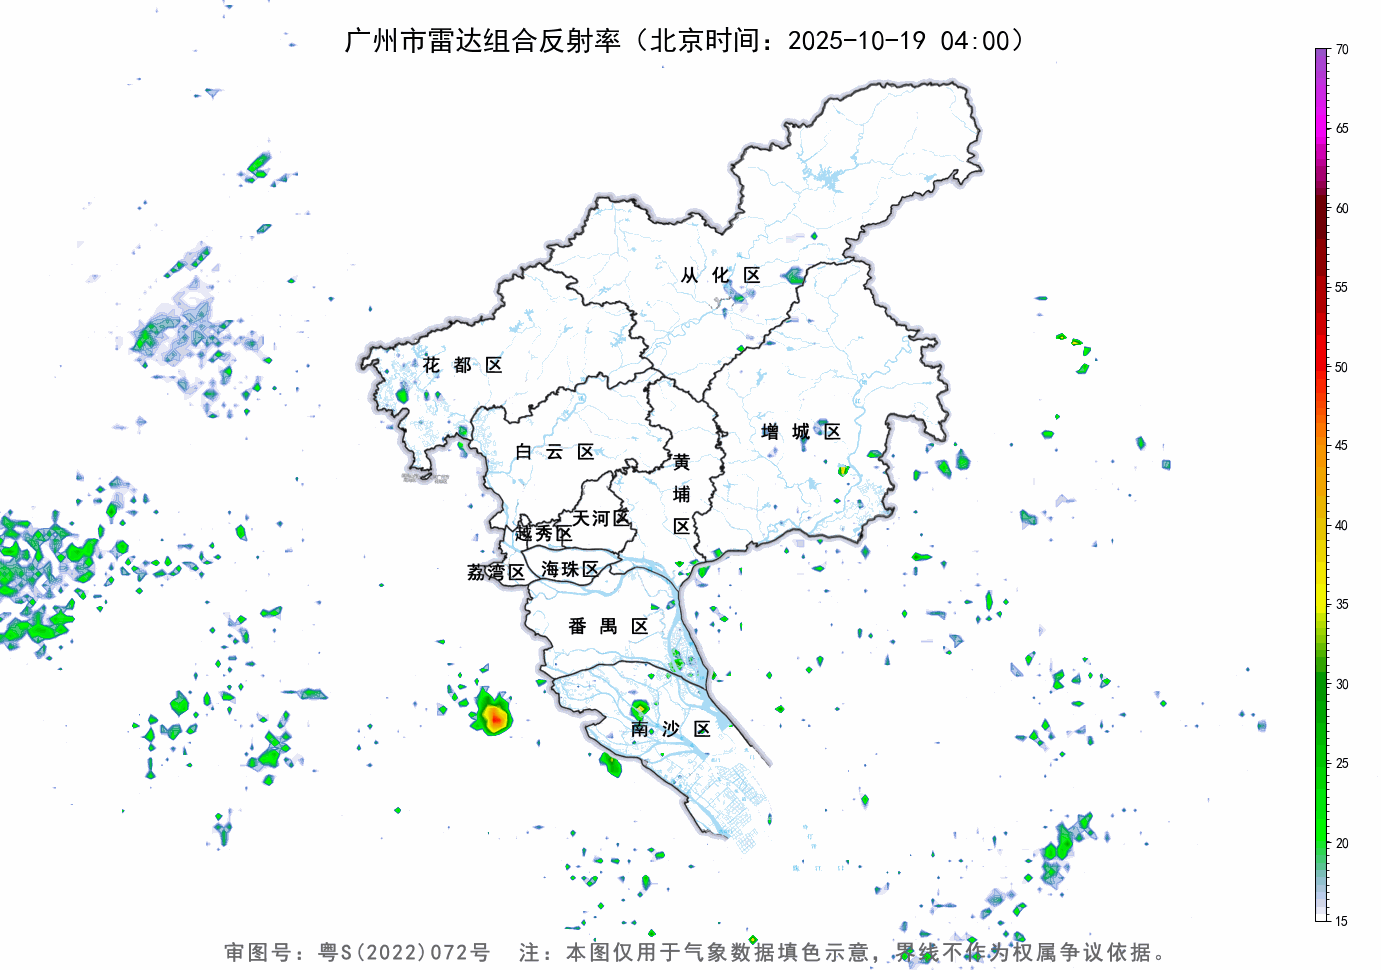 广州市雷达组合反射率（北京时间：2025-10-19 04:00）
70
65
60
55
50
45
40
35
30
25
20
15
从化区
花都区
增城区
白云区
黄埔区
天河区
越秀区
海珠区
荔湾区
番禺区
南沙区
审图号：粤S(2022)072号 注：本图仅用于气象数据填色示意，界线不作为权属争议依据。